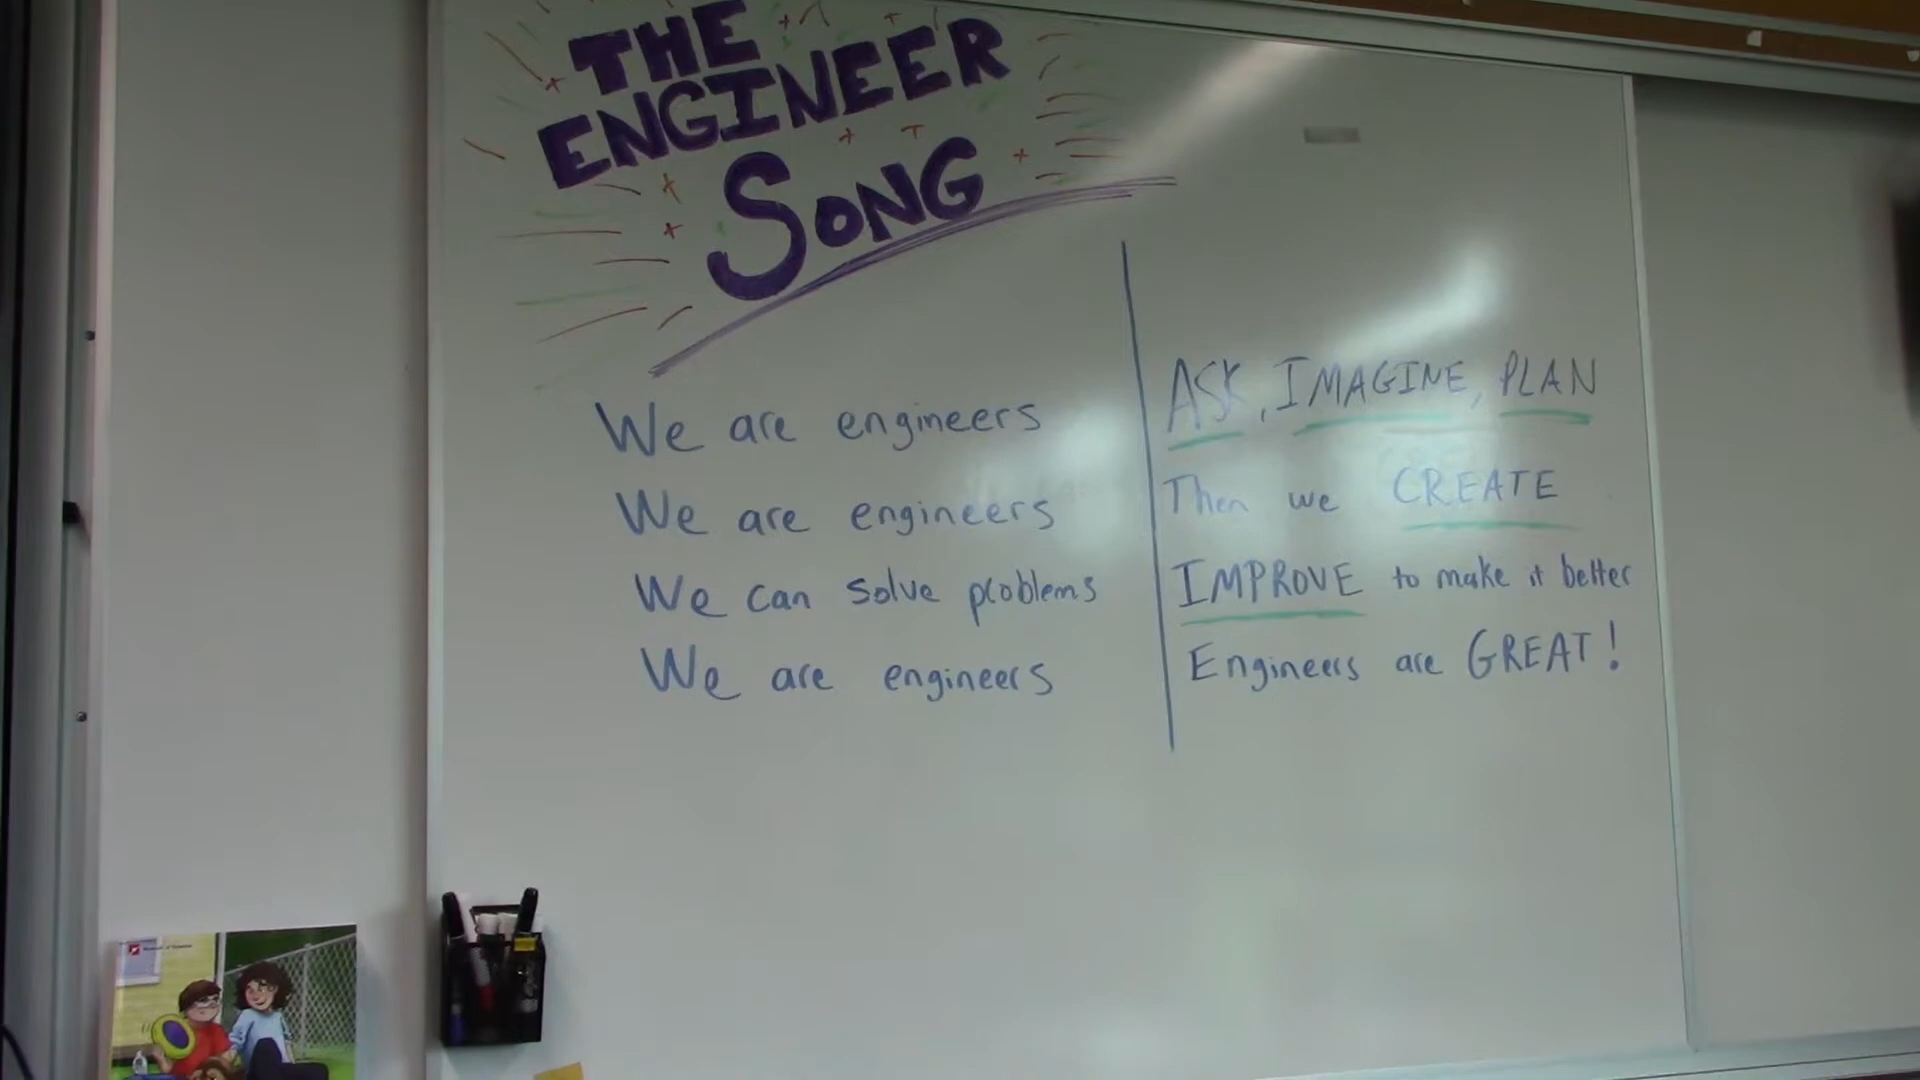 THE
ENGINEER
SONG
We are engineers
We are engineers
We can solve problems
We are engineers
ASK, IMAGINE, PLAN
Then we CREATE
IMPROVE to make it better
Engineers are GREAT!